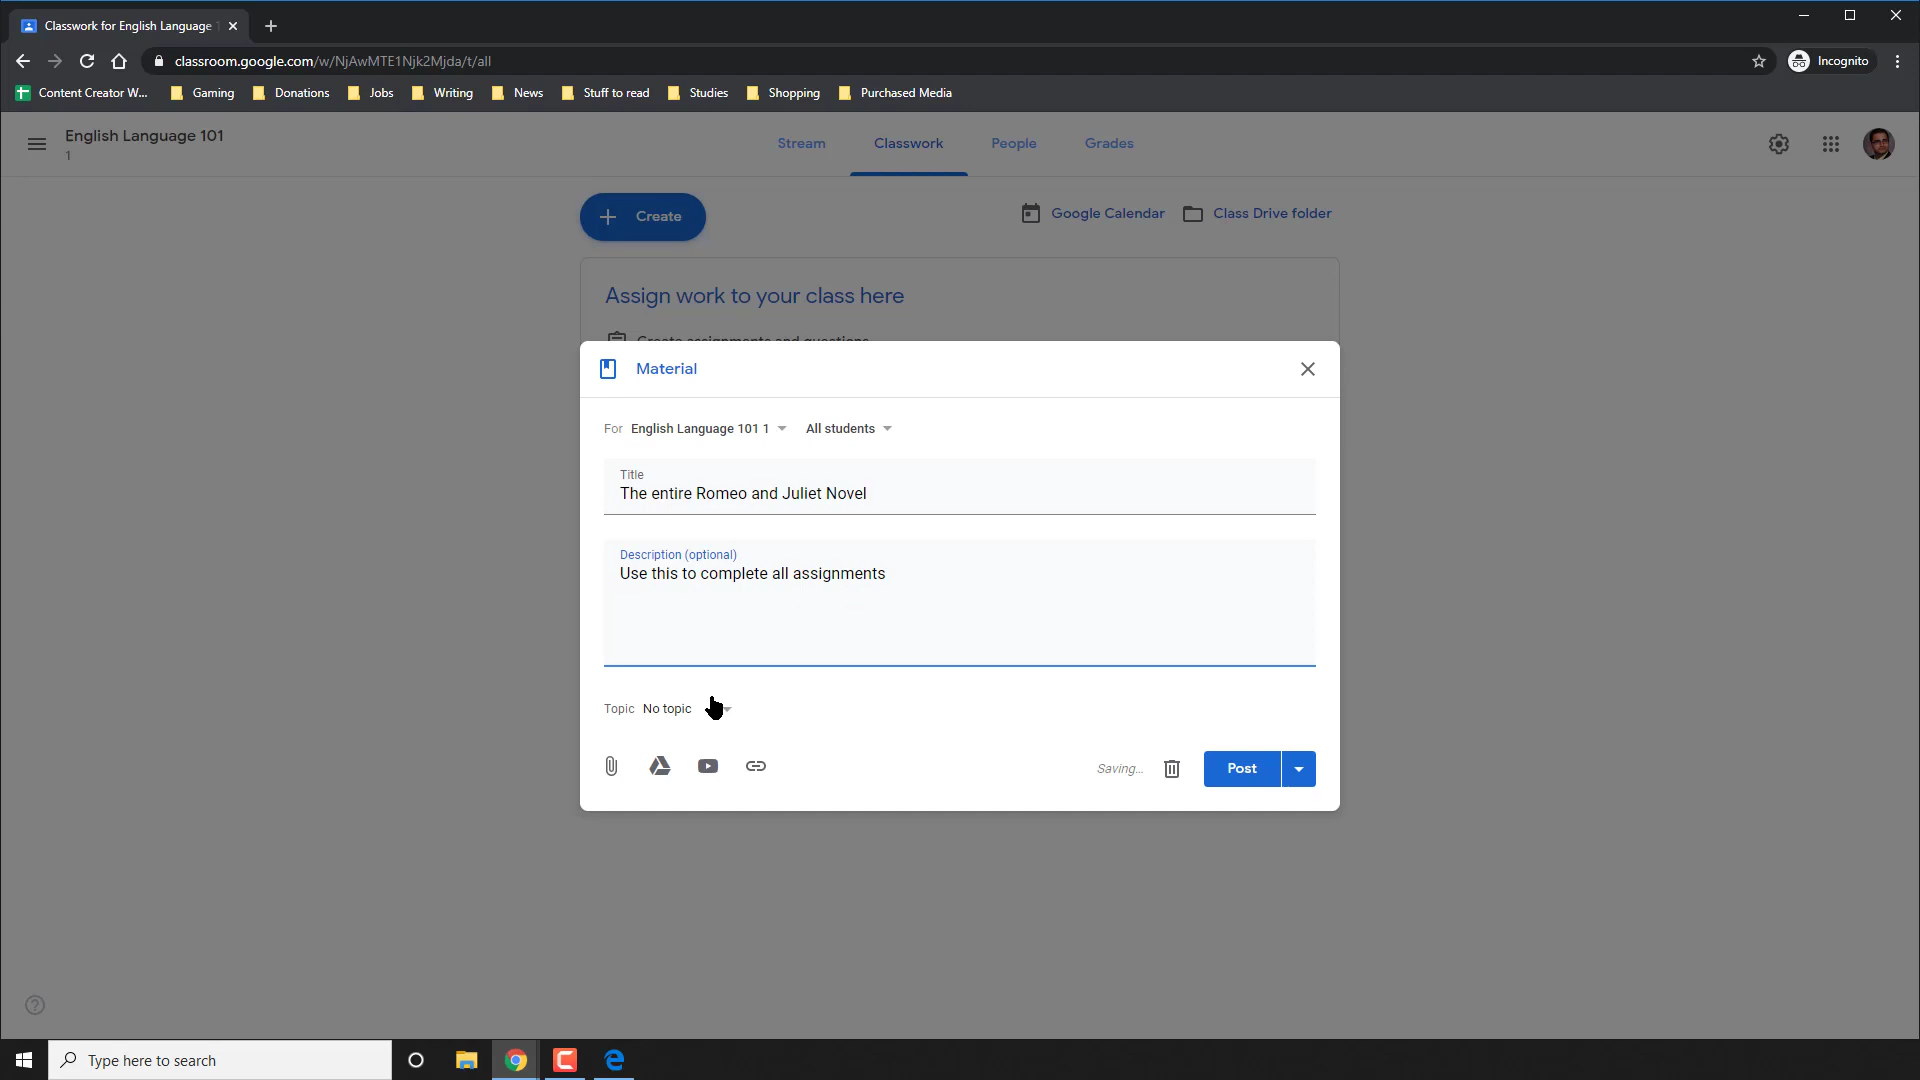 Classwork for English Language
classroom.google.com/w/NjAwMTE1Njk2Mjda/t/all
Incognito
Content Creator W...
Gaming
Donations
Jobs
Writing
News
Stuff to read
Studies
Shopping
Purchased Media
English Language 101
1
Stream
Classwork
People
Grades
Create
Google Calendar
Class Drive folder
Assign work to your class here
Create assignments and questions
Material
For English Language 101 1 All students
Title
The entire Romeo and Juliet Novel
Description (optional)
Use this to complete all assignments
Topic No topic
Saving...
Post
Type here to search